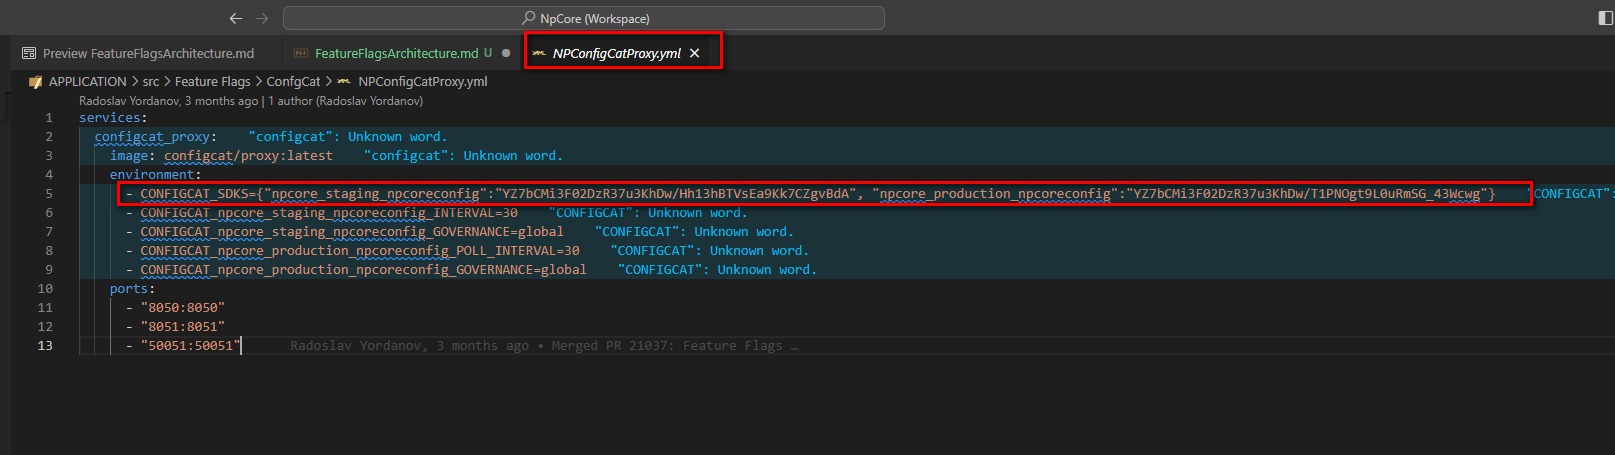 NpCore (Workspace)
Preview FeatureFlagsArchitecture.md
FeatureFlagsArchitecture.md U
NPConfigCatProxy.yml
APPLICATION > src > Feature Flags > ConfgCat > NPConfigCatProxy.yml
Radoslav Yordanov, 3 months ago | 1 author (Radoslav Yordanov)
1 services:
2 configcat_proxy: "configcat": Unknown word.
3 image: configcat/proxy:latest "configcat": Unknown word.
4 environment:
5 - CONFIGCAT_SDKS={"npcore_staging_npcoreconfig":"YZ7bCMi3F02DzR37u3KhDw/Hh13hBTVsEa9Kk7CZgvBdA", "npcore_production_npcoreconfig":"YZ7bCMi3F02DzR37u3KhDw/T1PNOgt9L0uRmSG_43Wcwg"} "CONFIGCAT":
6 - CONFIGCAT_npcore_staging_npcoreconfig_INTERVAL=30 "CONFIGCAT": Unknown word.
7 - CONFIGCAT_npcore_staging_npcoreconfig_GOVERNANCE=global "CONFIGCAT": Unknown word.
8 - CONFIGCAT_npcore_production_npcoreconfig_POLL_INTERVAL=30 "CONFIGCAT": Unknown word.
9 - CONFIGCAT_npcore_production_npcoreconfig_GOVERNANCE=global "CONFIGCAT": Unknown word.
10 ports:
11 - "8050:8050"
12 - "8051:8051"
13 - "50051:50051" Radoslav Yordanov, 3 months ago • Merged PR 21037: Feature Flags …